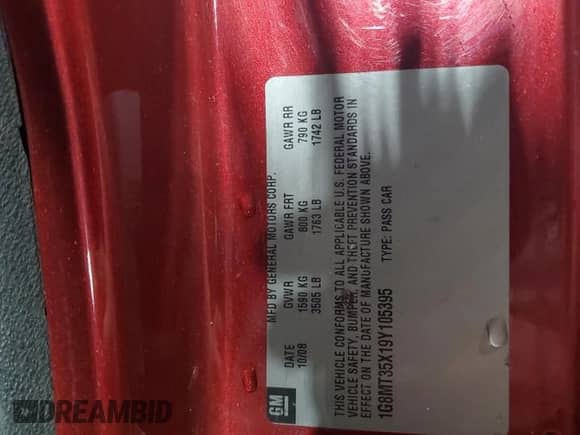 GM
MFD BY GENERAL MOTORS CORP.
DATE GVWR GAWR FRT GAWR RR
10/08 1590 KG 800 KG 790 KG
3505 LB 1763 LB 1742 LB
THIS VEHICLE CONFORMS TO ALL APPLICABLE U.S. FEDERAL MOTOR
VEHICLE SAFETY, BUMPER, AND THEFT PREVENTION STANDARDS IN
EFFECT ON THE DATE OF MANUFACTURE SHOWN ABOVE.
1G8MT35X19Y105395 TYPE: PASS CAR
DREAMBID